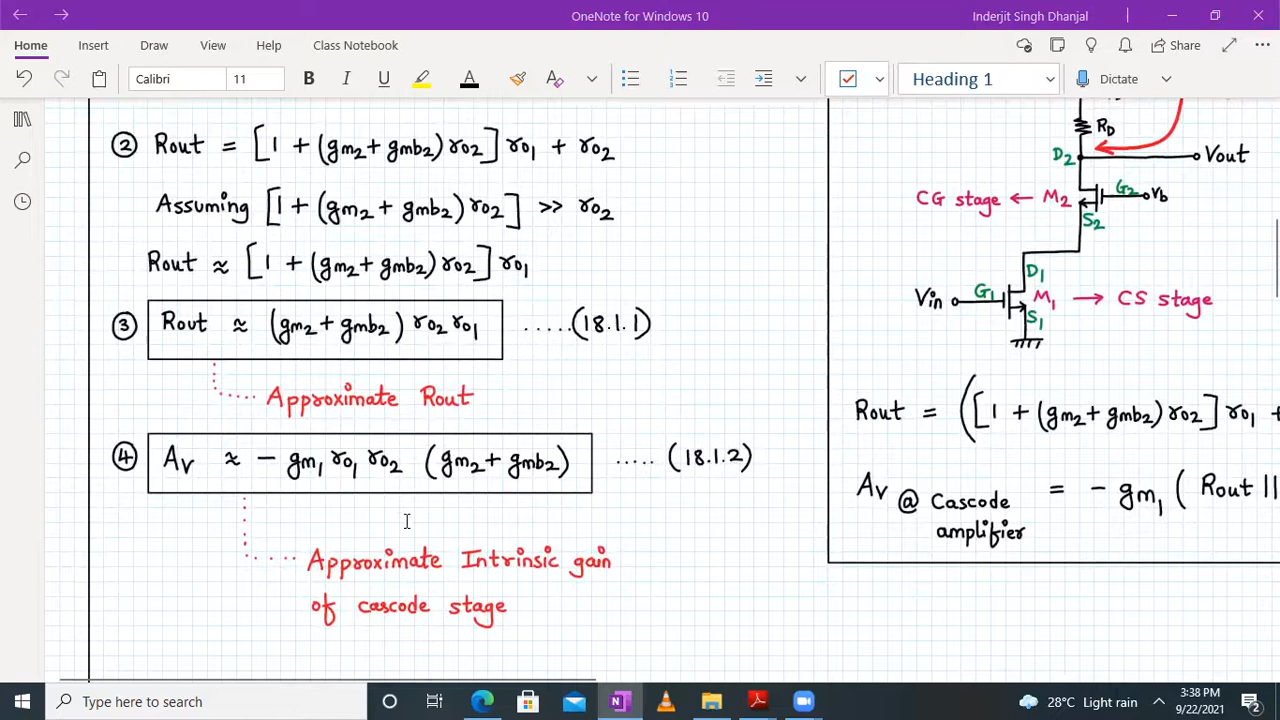 OneNote for Windows 10
Inderjit Singh Dhanjal
Home Insert Draw View Help Class Notebook
Share
Calibri 11 B I U A Heading 1 Dictate
② Rout = [1 + (gm2 + gmb2) ro2] ro1 + ro2
Assuming [1 + (gm2 + gmb2) ro2] >> ro2
Rout ≈ [1 + (gm2 + gmb2) ro2] ro1
③ Rout ≈ (gm2 + gmb2) ro2 ro1 .....(18.1.1)
Approximate Rout
④ Av ≈ - gm1 ro1 ro2 (gm2 + gmb2) ..... (18.1.2)
Approximate Intrinsic gain
of cascode stage
RD
D2 Vout
CG stage ← M2 G2 vb
S2
D1
Vin G1 M1 → CS stage
S1
Rout = ([1 + (gm2 + gmb2) ro2] ro1 +
Av @ Cascode amplifier = - gm1 ( Rout ||
Type here to search
28°C Light rain
3:38 PM
9/22/2021
2